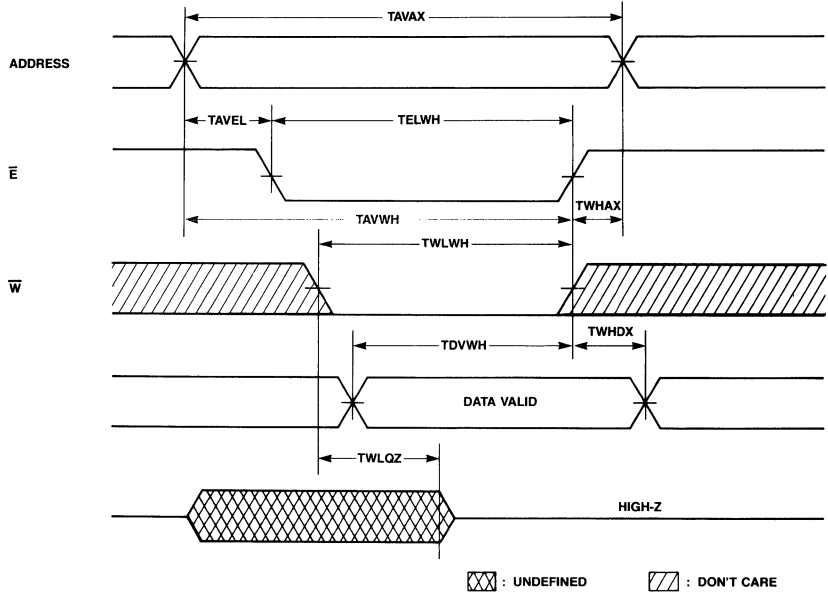 TAVAX
ADDRESS
TAVEL
TELWH
E̅
TAVWH
TWHAX
TWLWH
W̅
TDVWH
TWHDX
DATA VALID
TWLQZ
HIGH-Z
: UNDEFINED
: DON'T CARE